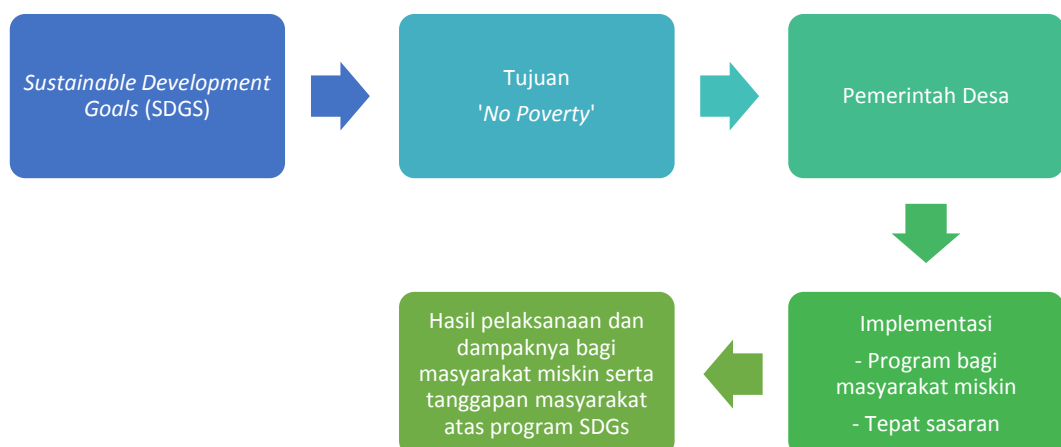 Sustainable Development
Goals (SDGS)
Tujuan
'No Poverty'
Pemerintah Desa
Implementasi
- Program bagi
masyarakat miskin
- Tepat sasaran
Hasil pelaksanaan dan
dampaknya bagi
masyarakat miskin serta
tanggapan masyarakat
atas program SDGs